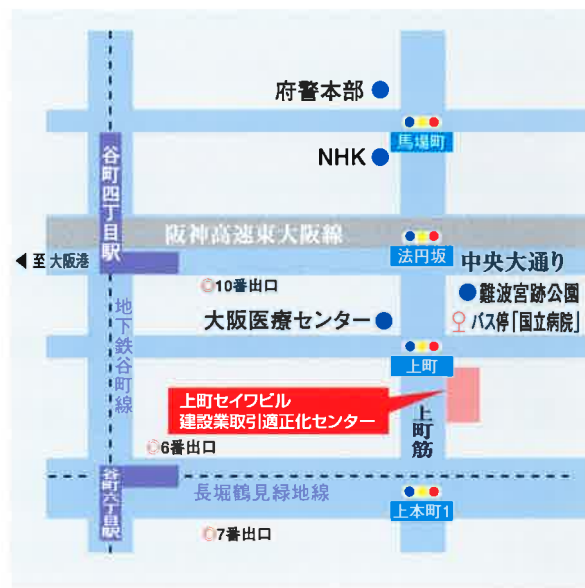 府警本部
馬場町
NHK
谷町四丁目駅
阪神高速東大阪線
法円坂
中央大通り
至 大阪港
10番出口
難波宮跡公園
大阪医療センター
バス停「国立病院」
地下鉄谷町線
上町
上町セイワビル
建設業取引適正化センター
上町筋
6番出口
谷町六丁目駅
長堀鶴見緑地線
上本町1
7番出口